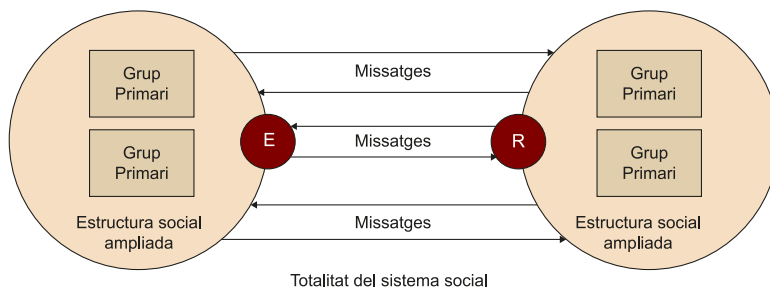 Grup
Primari
Grup
Primari
Estructura social
ampliada
E
Missatges
Missatges
Missatges
R
Grup
Primari
Grup
Primari
Estructura social
ampliada
Totalitat del sistema social